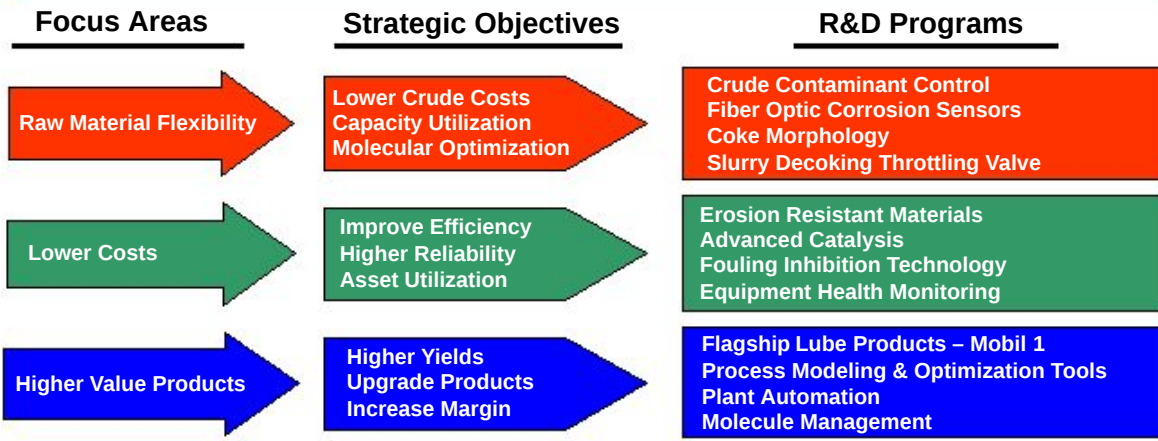 Focus Areas
Strategic Objectives
R&D Programs
Raw Material Flexibility
Lower Crude Costs
Capacity Utilization
Molecular Optimization
Crude Contaminant Control
Fiber Optic Corrosion Sensors
Coke Morphology
Slurry Decoking Throttling Valve
Lower Costs
Improve Efficiency
Higher Reliability
Asset Utilization
Erosion Resistant Materials
Advanced Catalysis
Fouling Inhibition Technology
Equipment Health Monitoring
Higher Value Products
Higher Yields
Upgrade Products
Increase Margin
Flagship Lube Products – Mobil 1
Process Modeling & Optimization Tools
Plant Automation
Molecule Management